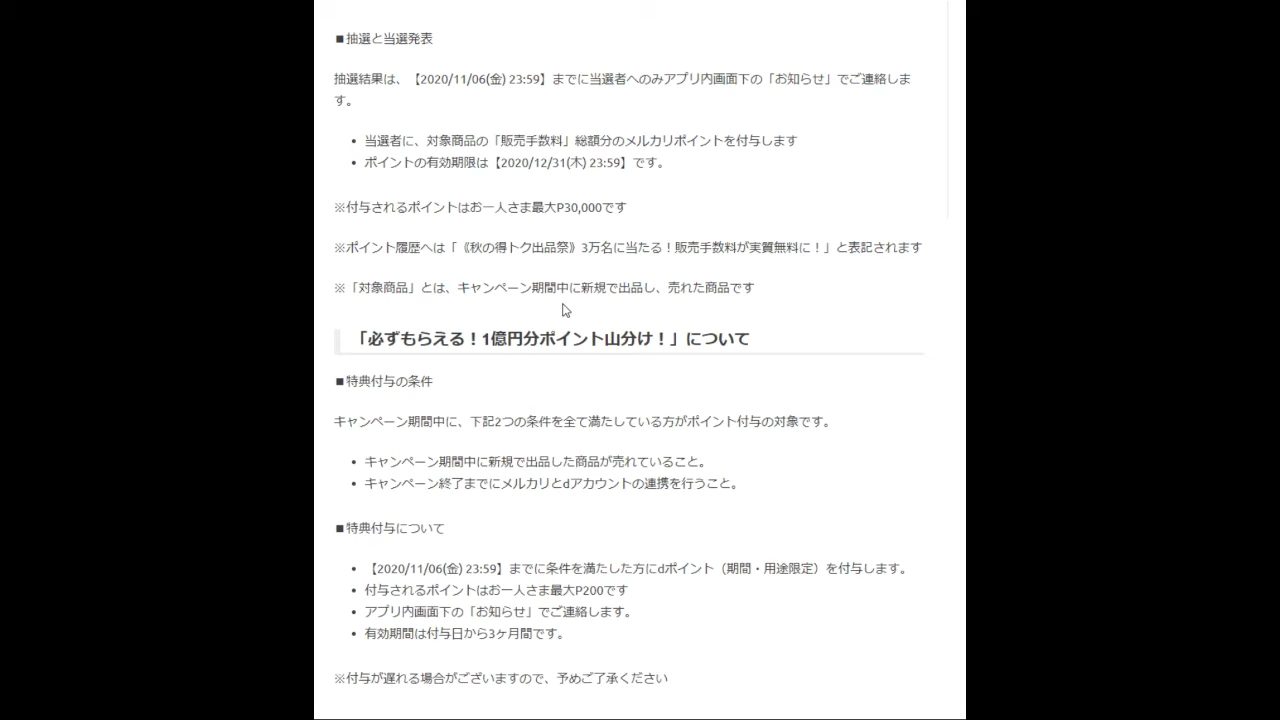 ■抽選と当選発表
抽選結果は、【2020/11/06(金) 23:59】までに当選者へのみアプリ内画面下の「お知らせ」でご連絡しま
す。
• 当選者に、対象商品の「販売手数料」総額分のメルカリポイントを付与します
• ポイントの有効期限は【2020/12/31(木) 23:59】です。
※付与されるポイントはお一人さま最大P30,000です
※ポイント履歴へは「《秋の得トク出品祭》3万名に当たる！販売手数料が実質無料に！」と表記されます
※「対象商品」とは、キャンペーン期間中に新規で出品し、売れた商品です
「必ずもらえる！1億円分ポイント山分け！」について
■特典付与の条件
キャンペーン期間中に、下記2つの条件を全て満たしている方がポイント付与の対象です。
• キャンペーン期間中に新規で出品した商品が売れていること。
• キャンペーン終了までにメルカリとdアカウントの連携を行うこと。
■特典付与について
• 【2020/11/06(金) 23:59】までに条件を満たした方にdポイント（期間・用途限定）を付与します。
• 付与されるポイントはお一人さま最大P200です
• アプリ内画面下の「お知らせ」でご連絡します。
• 有効期間は付与日から3ヶ月間です。
※付与が遅れる場合がございますので、予めご了承ください